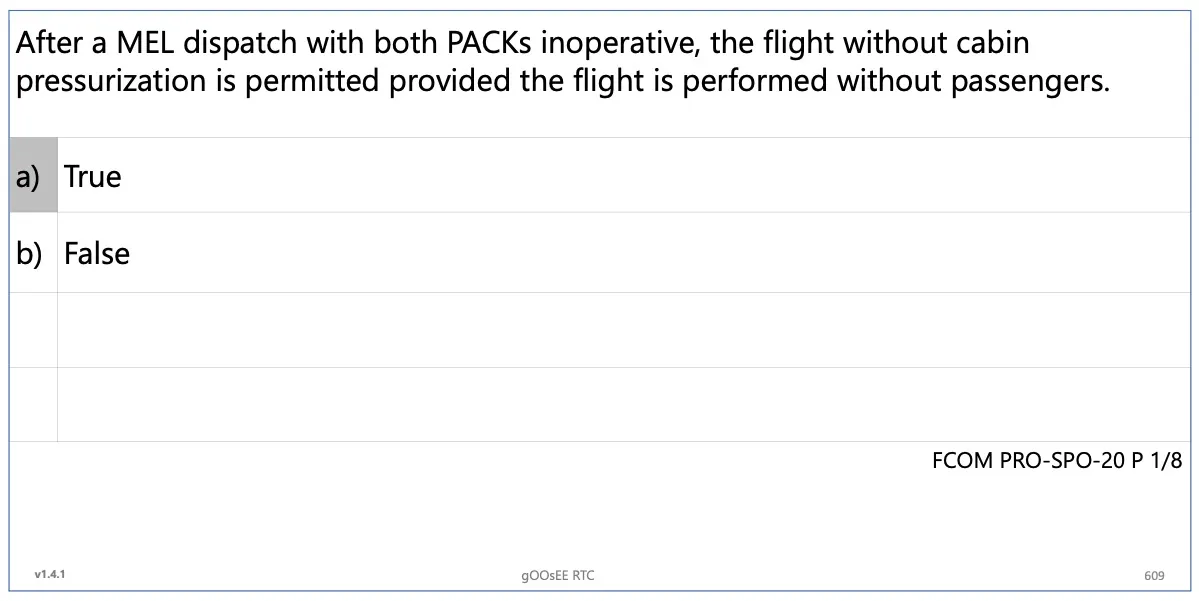 After a MEL dispatch with both PACKs inoperative, the flight without cabin
pressurization is permitted provided the flight is performed without passengers.
a) True
b) False
FCOM PRO-SPO-20 P 1/8
v1.4.1 gOOsEE RTC 609